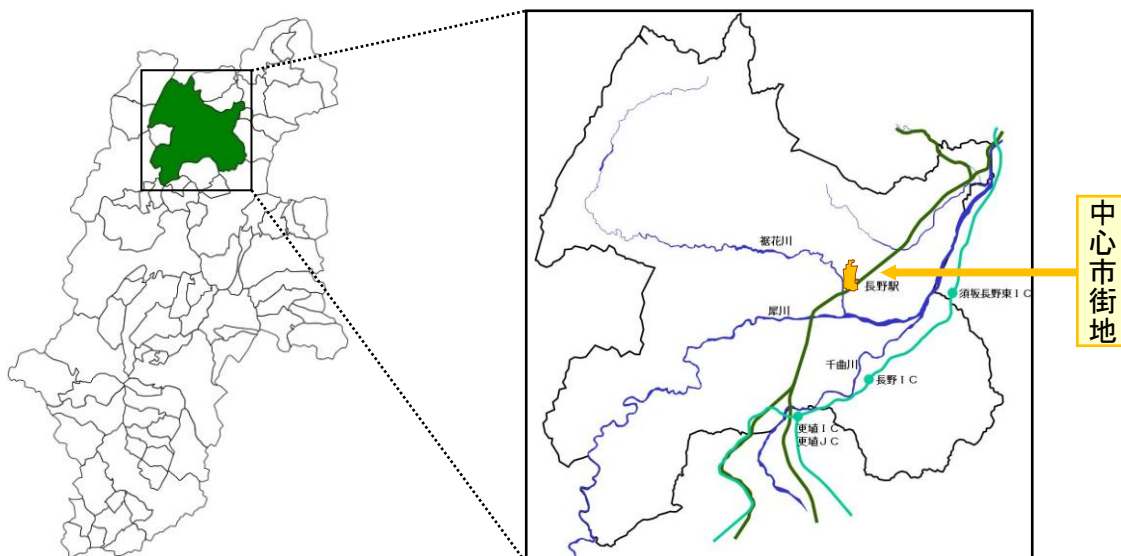 裾花川
長野駅
中心市街地
須坂長野東ＩＣ
犀川
千曲川
長野ＩＣ
更埴ＩＣ
更埴ＪＣ